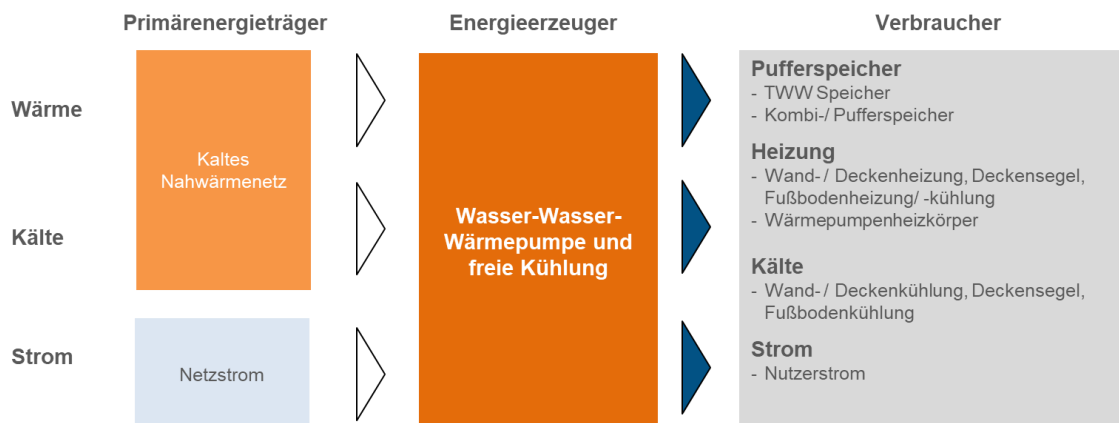 Primärenergieträger
Energieerzeuger
Verbraucher
Wärme
Kälte
Strom
Kaltes
Nahwärmenetz
Netzstrom
Wasser-Wasser-
Wärmepumpe und
freie Kühlung
Pufferspeicher
- TWW Speicher
- Kombi-/ Pufferspeicher
Heizung
- Wand- / Deckenheizung, Deckensegel,
Fußbodenheizung/ -kühlung
- Wärmepumpenheizkörper
Kälte
- Wand- / Deckenkühlung, Deckensegel,
Fußbodenkühlung
Strom
- Nutzerstrom